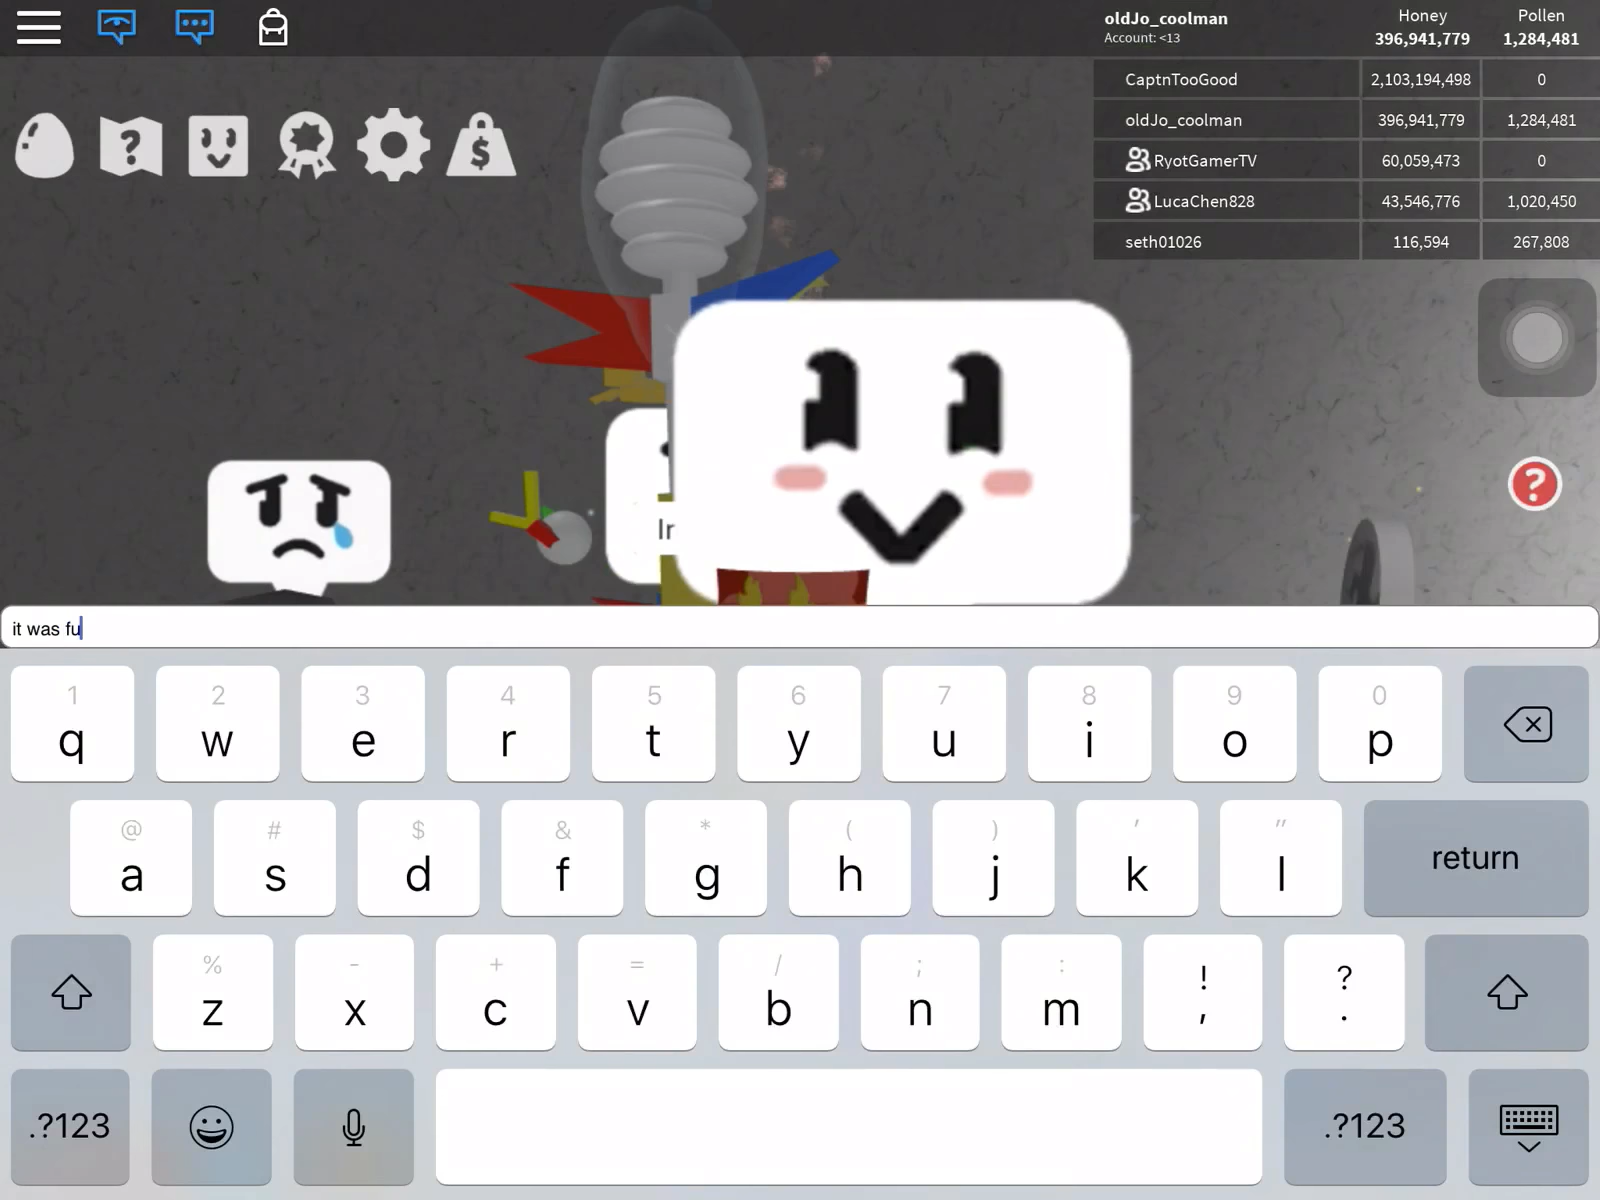 oldJo_coolman Honey Pollen
Account: <13 396,941,779 1,284,481
CaptnTooGood 2,103,194,498 0
oldJo_coolman 396,941,779 1,284,481
RyotGamerTV 60,059,473 0
LucaChen828 43,546,776 1,020,450
seth01026 116,594 267,808
?
$
?
Ir
it was fu
1 2 3 4 5 6 7 8 9 0
q w e r t y u i o p
@ # $ & * ( ) ' "
a s d f g h j k l return
% - + = / ; : ! ?
z x c v b n m , .
.?123 .?123